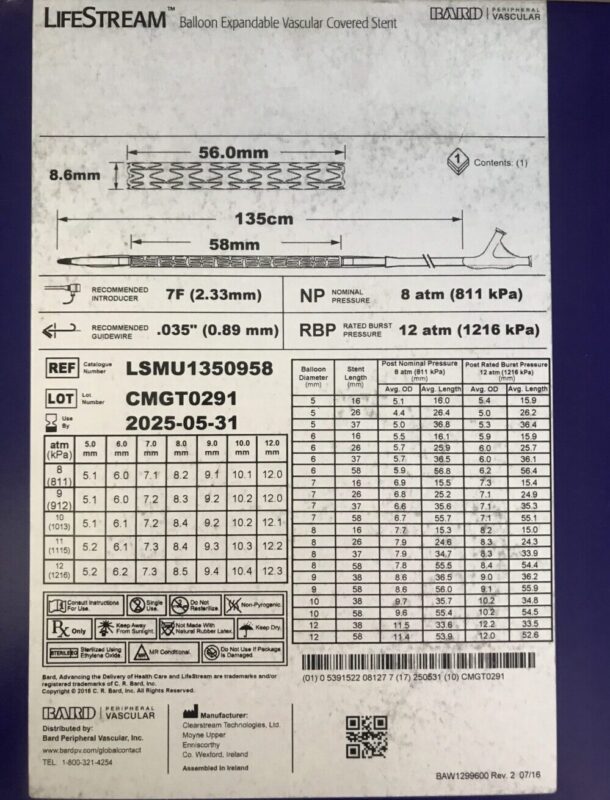 LIFESTREAM™ Balloon Expandable Vascular Covered Stent
BARD | PERIPHERAL VASCULAR
56.0mm
8.6mm
1 Contents: (1)
135cm
58mm
RECOMMENDED INTRODUCER 7F (2.33mm)
NP NOMINAL PRESSURE 8 atm (811 kPa)
RECOMMENDED GUIDEWIRE .035" (0.89 mm)
RBP RATED BURST PRESSURE 12 atm (1216 kPa)
REF Catalogue Number LSMU1350958
LOT Lot Number CMGT0291
Use By 2025-05-31
atm (kPa) 5.0 mm 6.0 mm 7.0 mm 8.0 mm 9.0 mm 10.0 mm 12.0 mm
8 (811) 5.1 6.0 7.1 8.2 9.1 10.1 12.0
9 (912) 5.1 6.0 7.2 8.3 9.2 10.2 12.0
10 (1013) 5.1 6.1 7.2 8.4 9.2 10.2 12.1
11 (1115) 5.2 6.1 7.3 8.4 9.3 10.3 12.2
12 (1216) 5.2 6.2 7.3 8.5 9.4 10.4 12.3
Balloon Diameter (mm) Stent Length (mm) Post Nominal Pressure 8 atm (811 kPa) (mm) Post Rated Burst Pressure 12 atm (1216 kPa) (mm)
Avg. OD Avg. Length Avg. OD Avg. Length
5 16 5.1 16.0 5.4 15.9
5 26 4.4 26.4 5.0 26.2
5 37 5.0 36.8 5.3 36.4
6 16 5.5 16.1 5.9 15.9
6 26 5.7 25.9 6.0 25.7
6 37 5.7 36.5 6.0 36.1
6 58 5.9 56.8 6.2 56.4
7 16 6.9 15.5 7.3 15.4
7 26 6.8 25.2 7.1 24.9
7 37 6.6 35.6 7.1 35.3
7 58 6.7 55.7 7.1 55.1
8 16 7.7 15.3 8.2 15.0
8 26 7.9 24.6 8.3 24.3
8 37 7.9 34.7 8.3 33.9
8 58 7.8 55.5 8.4 54.4
9 38 8.6 36.5 9.0 36.2
9 58 8.6 56.0 9.1 55.9
10 38 9.7 35.7 10.2 34.8
10 58 9.6 55.4 10.2 54.5
12 38 11.5 33.6 12.2 33.5
12 58 11.4 53.9 12.0 52.6
Consult Instructions For Use.
Single Use.
Do Not Resterilize.
Non-Pyrogenic.
Rx Only
Keep Away From Sunlight.
Not Made with Natural Rubber Latex.
Keep Dry.
STERILE EO Sterilized Using Ethylene Oxide.
MR Conditional.
Do Not Use If Package is Damaged.
(01) 0 5391522 08127 7 (17) 250531 (10) CMGT0291
Bard, Advancing the Delivery of Health Care and LifeStream are trademarks and/or
registered trademarks of C. R. Bard, Inc.
Copyright © 2016 C. R. Bard, Inc. All Rights Reserved.
BARD | PERIPHERAL VASCULAR
Distributed by:
Bard Peripheral Vascular, Inc.
www.bardpv.com/globalcontact
TEL. 1-800-321-4254
Manufacturer:
Clearstream Technologies, Ltd.
Moyne Upper
Enniscorthy
Co. Wexford, Ireland
Assembled in Ireland
BAW1299600 Rev. 2 07/16